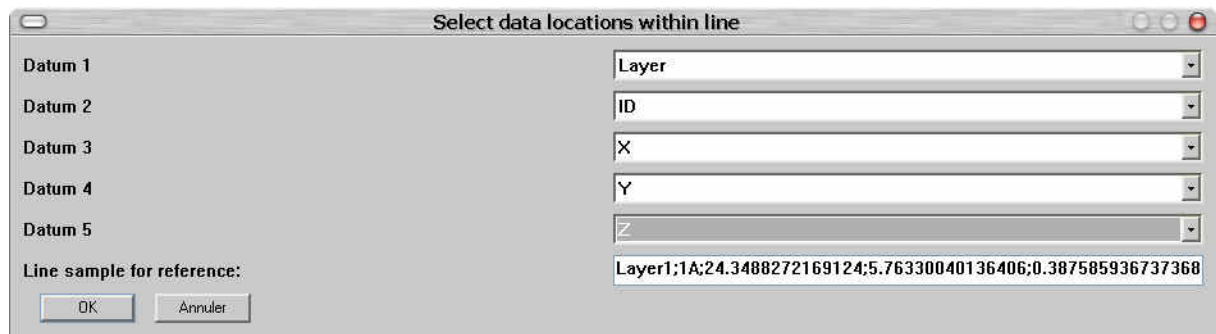 Select data locations within line
Datum 1 Layer
Datum 2 ID
Datum 3 X
Datum 4 Y
Datum 5 Z
Line sample for reference: Layer1;1A;24.3488272169124;5.76330040136406;0.387585936737368
OK Annuler